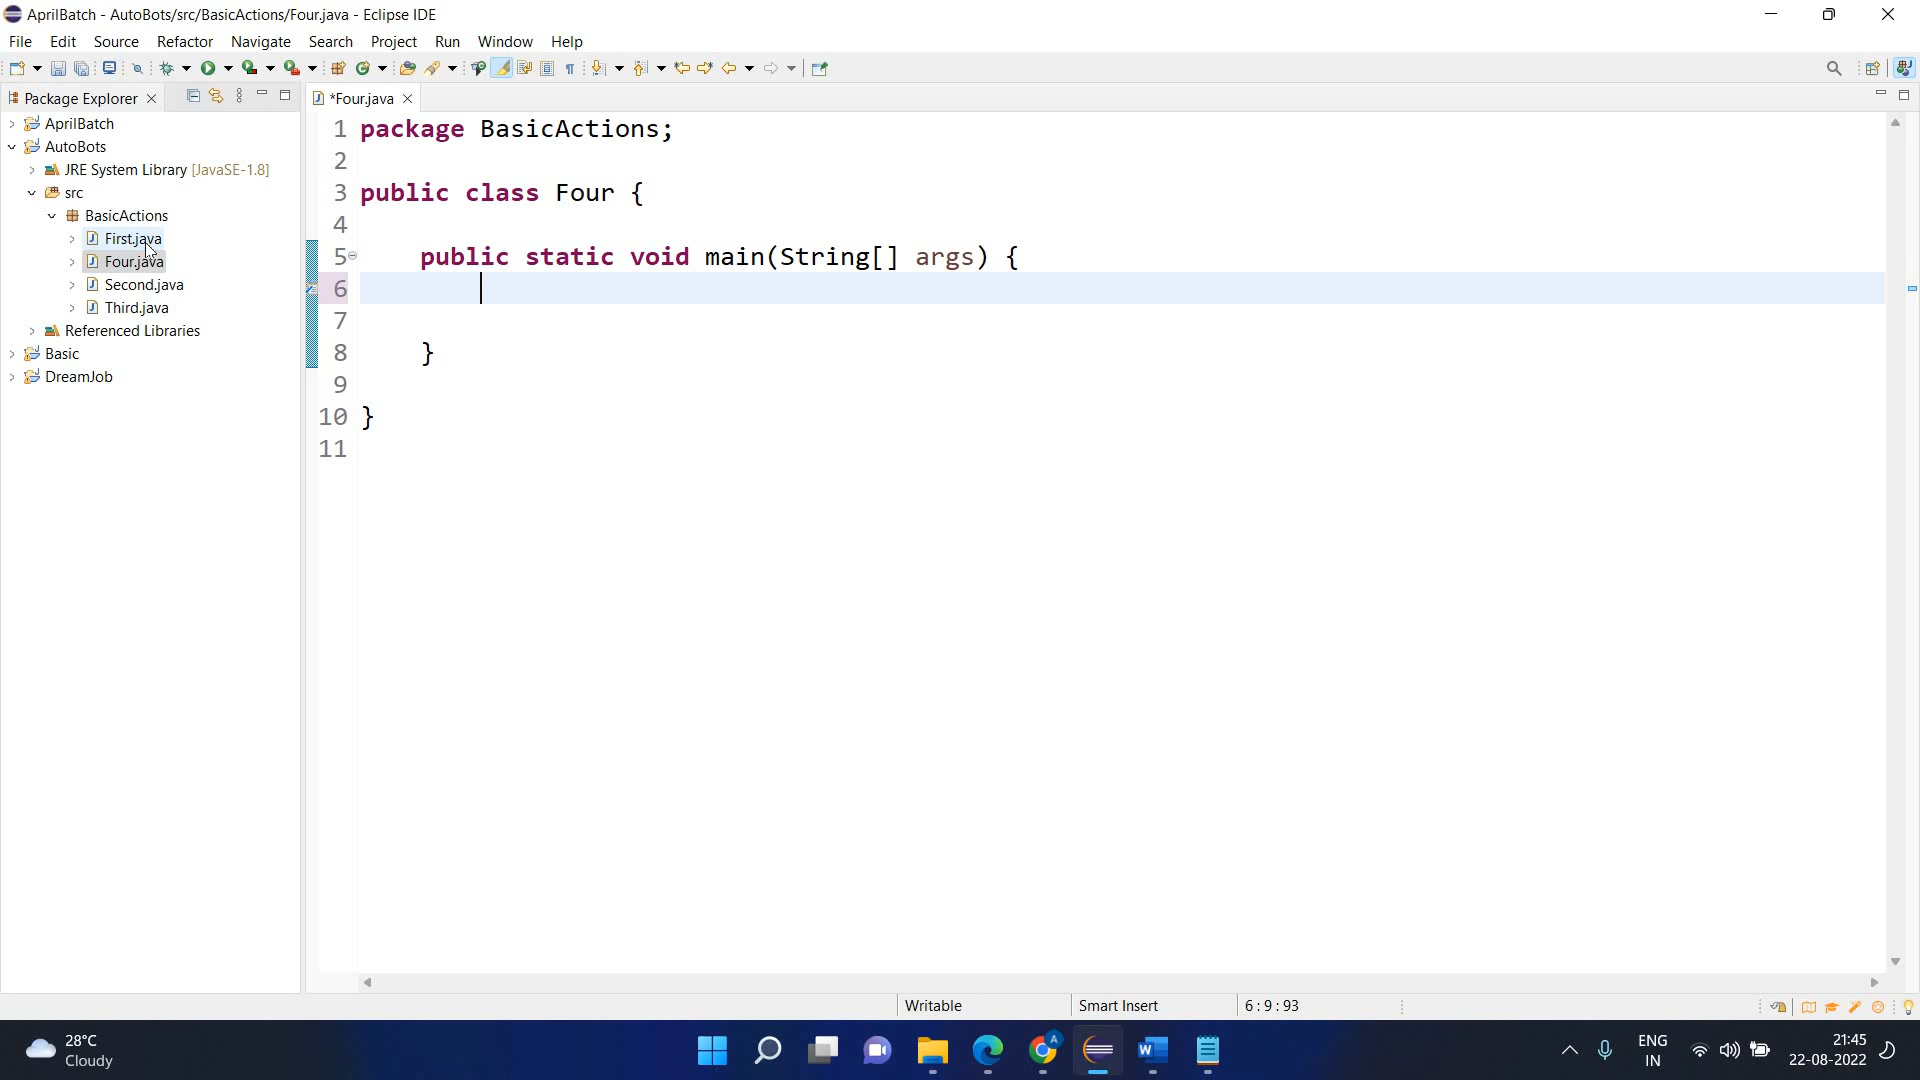 AprilBatch - AutoBots/src/BasicActions/Four.java - Eclipse IDE
File Edit Source Refactor Navigate Search Project Run Window Help
Package Explorer
*Four.java
AprilBatch
AutoBots
JRE System Library [JavaSE-1.8]
src
BasicActions
First.java
Four.java
Second.java
Third.java
Referenced Libraries
Basic
DreamJob
1 package BasicActions;
2
3 public class Four {
4
5 public static void main(String[] args) {
6
7
8 }
9
10 }
11
Writable Smart Insert 6 : 9 : 93
28°C
Cloudy
A
W
ENG
IN
21:45
22-08-2022